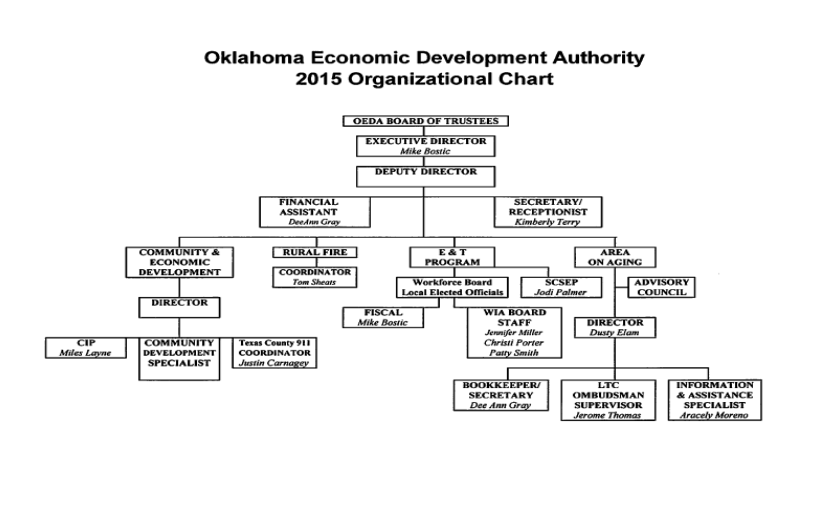 Oklahoma Economic Development Authority
2015 Organizational Chart
OEDA BOARD OF TRUSTEES
EXECUTIVE DIRECTOR
Mike Bostic
DEPUTY DIRECTOR
FINANCIAL
ASSISTANT
DeeAnn Gray
SECRETARY/
RECEPTIONIST
Kimberly Terry
COMMUNITY &
ECONOMIC
DEVELOPMENT
RURAL FIRE
E & T
PROGRAM
AREA
ON AGING
COORDINATOR
Tom Sheats
Workforce Board
Local Elected Officials
SCSEP
Jodi Palmer
ADVISORY
COUNCIL
DIRECTOR
FISCAL
Mike Bostic
WIA BOARD
STAFF
Jennifer Miller
Christi Porter
Patty Smith
DIRECTOR
Dusty Elam
CIP
Miles Layne
COMMUNITY
DEVELOPMENT
SPECIALIST
Texas County 911
COORDINATOR
Justin Carnagey
BOOKKEEPER/
SECRETARY
Dee Ann Gray
LTC
OMBUDSMAN
SUPERVISOR
Jerome Thomas
INFORMATION
& ASSISTANCE
SPECIALIST
Aracely Moreno